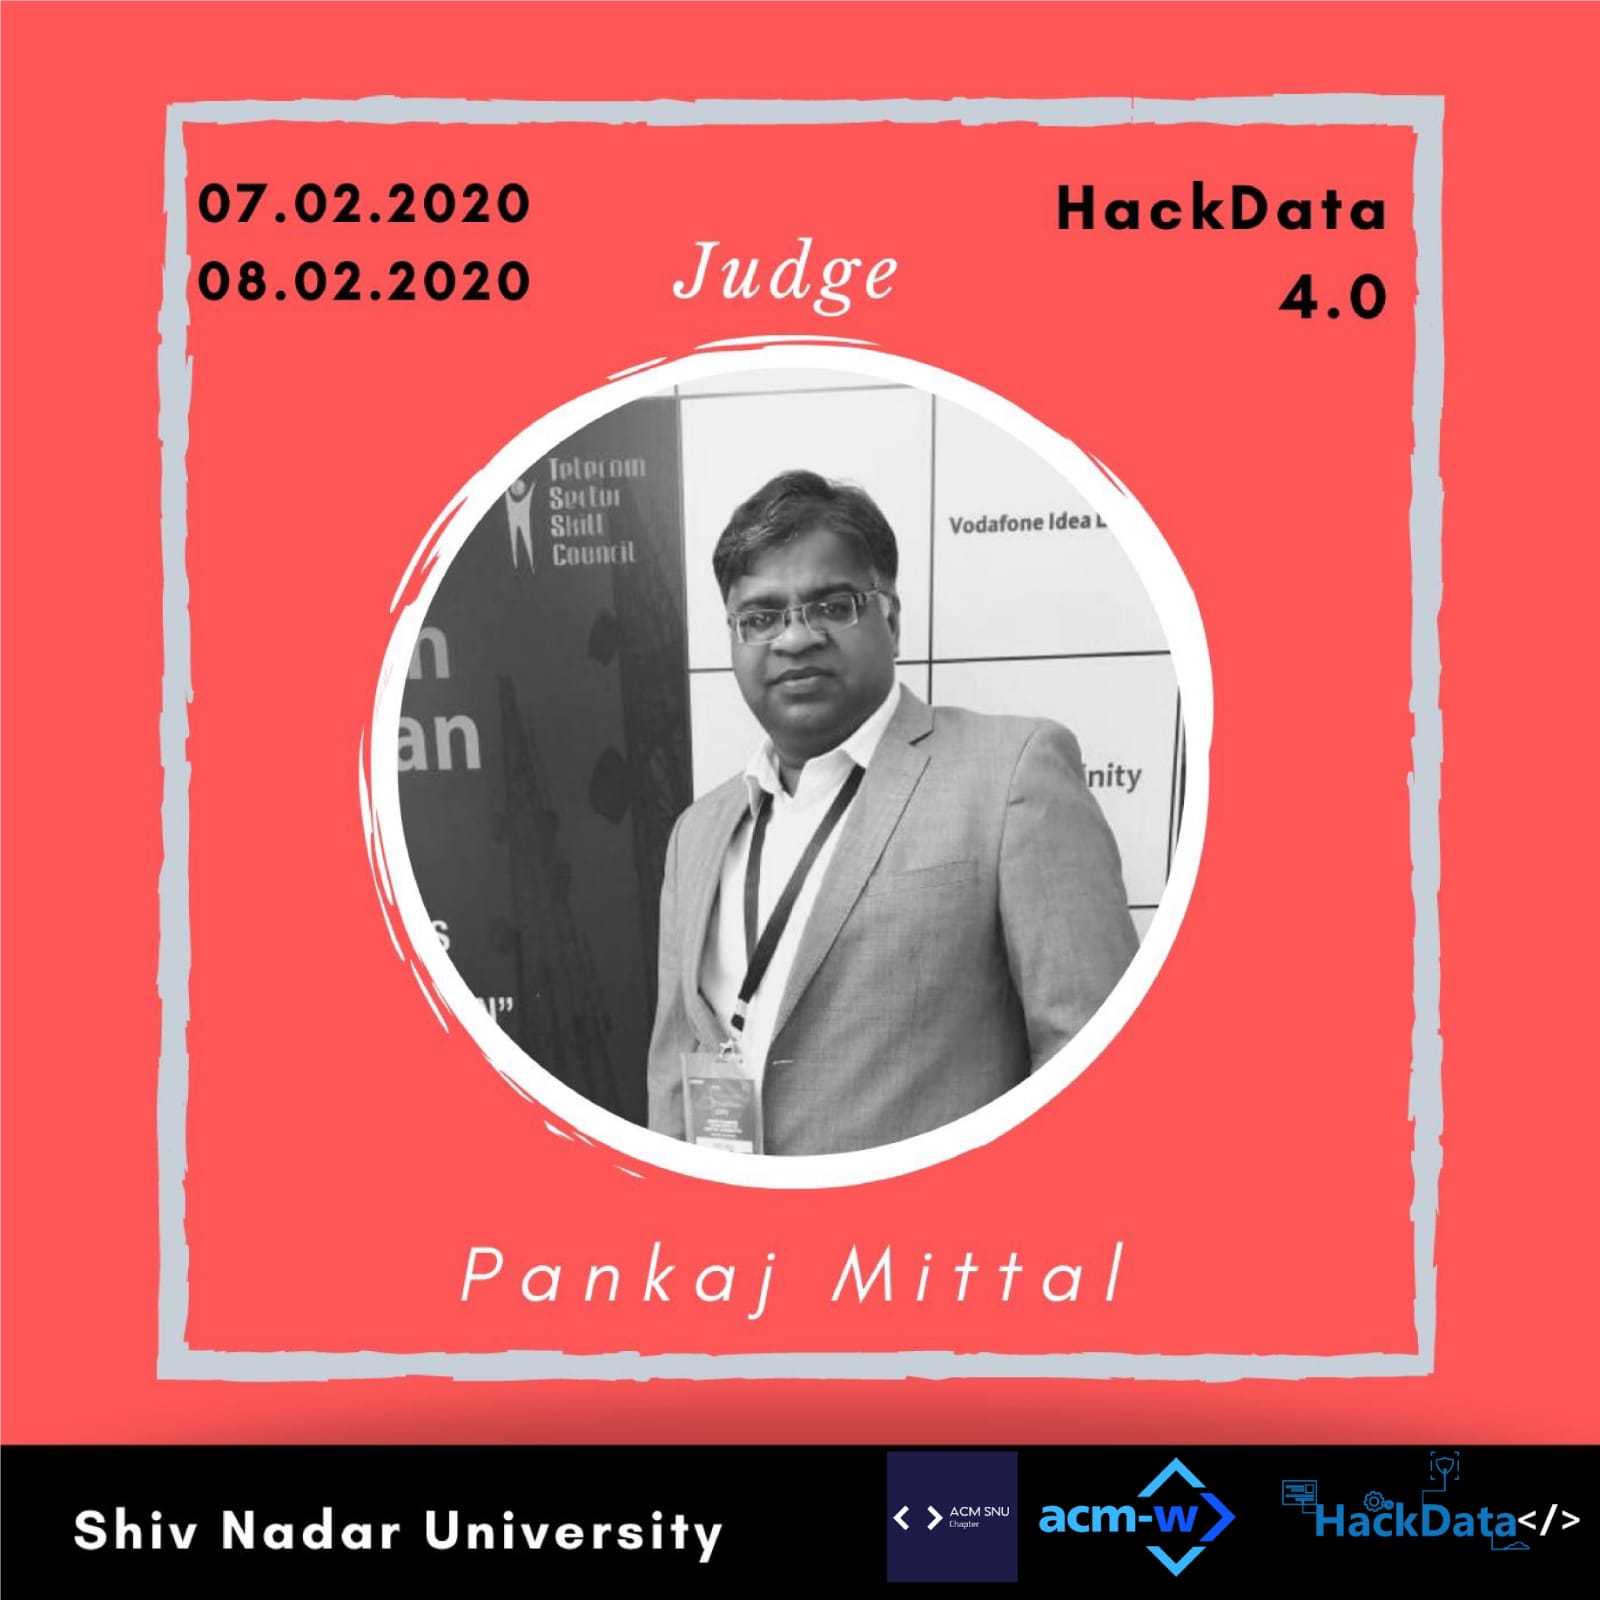 07.02.2020
08.02.2020
HackData
4.0
Judge
Telecom
Sector
Skill
Council
Vodafone Idea
Pankaj Mittal
Shiv Nadar University
< > ACM SNU
Chapter
acm-w
HackData</>